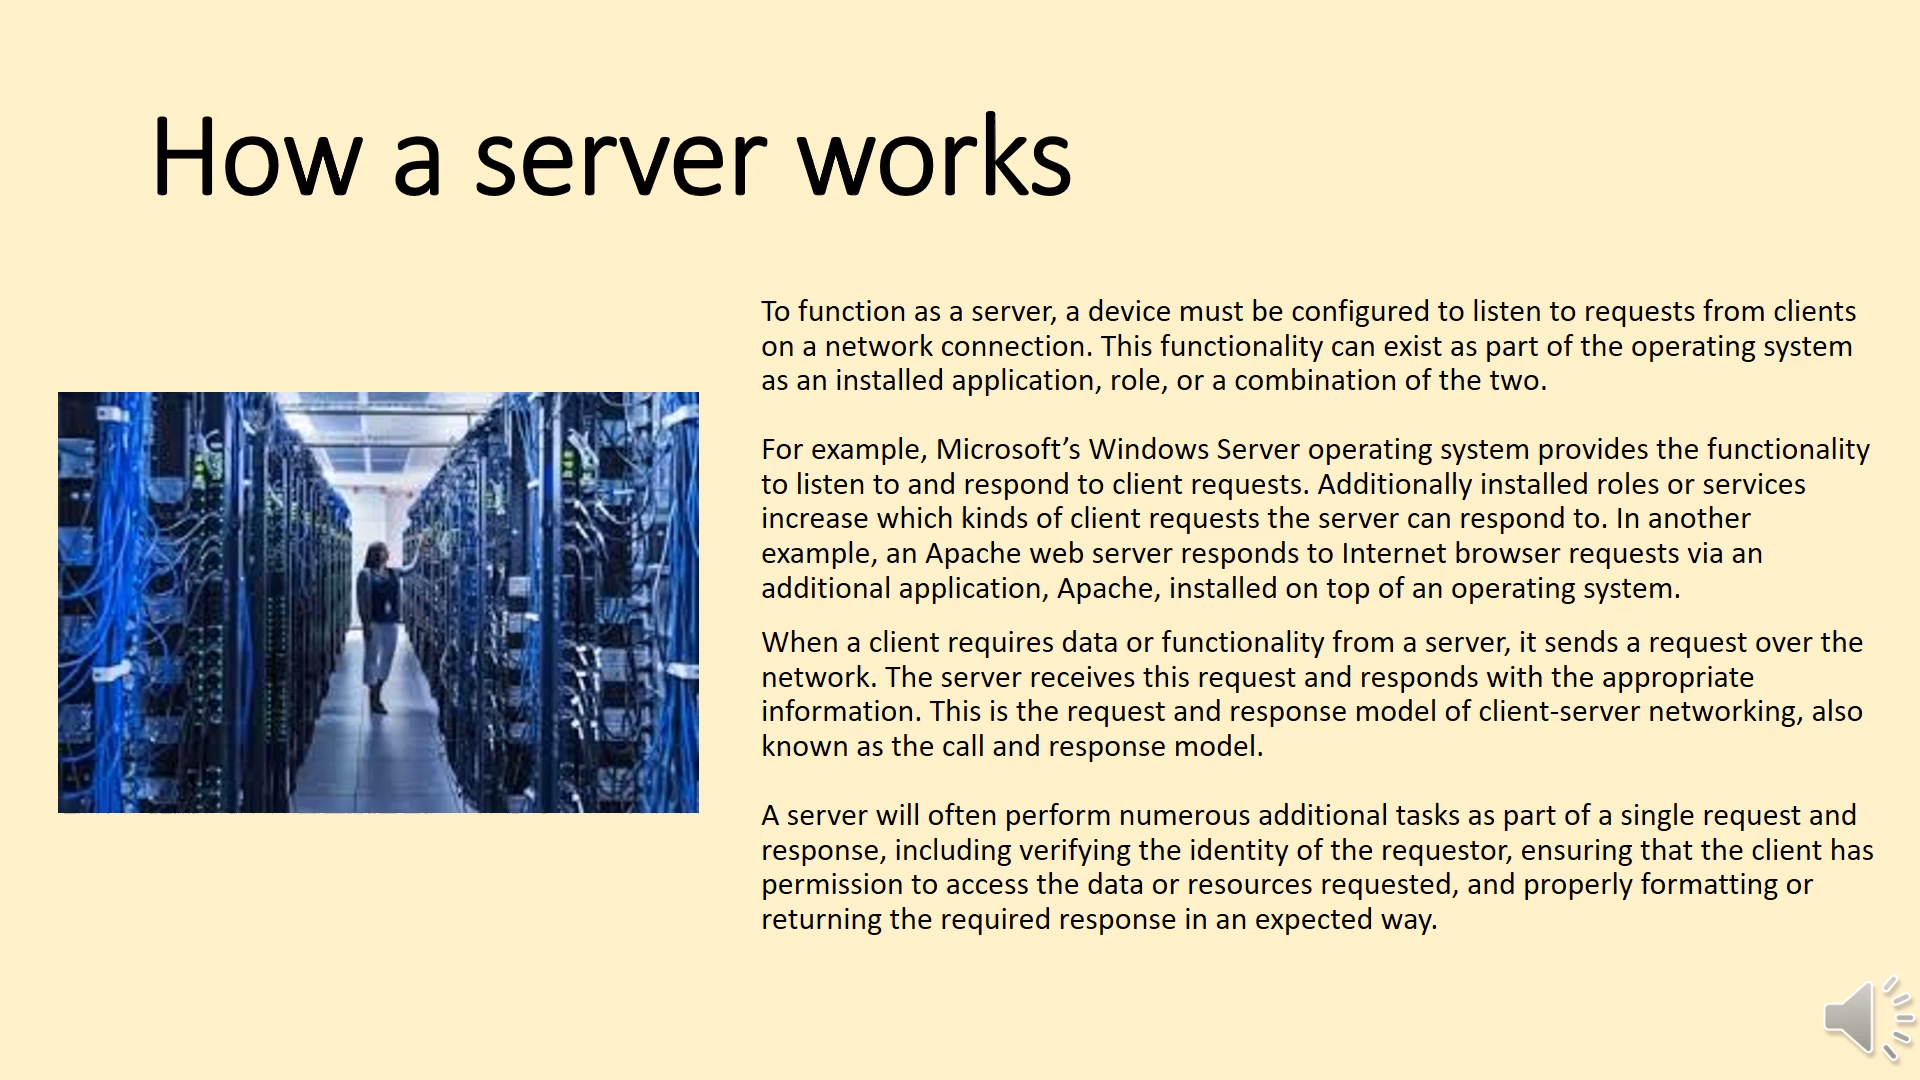 How a server works
To function as a server, a device must be configured to listen to requests from clients
on a network connection. This functionality can exist as part of the operating system
as an installed application, role, or a combination of the two.
For example, Microsoft’s Windows Server operating system provides the functionality
to listen to and respond to client requests. Additionally installed roles or services
increase which kinds of client requests the server can respond to. In another
example, an Apache web server responds to Internet browser requests via an
additional application, Apache, installed on top of an operating system.
When a client requires data or functionality from a server, it sends a request over the
network. The server receives this request and responds with the appropriate
information. This is the request and response model of client-server networking, also
known as the call and response model.
A server will often perform numerous additional tasks as part of a single request and
response, including verifying the identity of the requestor, ensuring that the client has
permission to access the data or resources requested, and properly formatting or
returning the required response in an expected way.